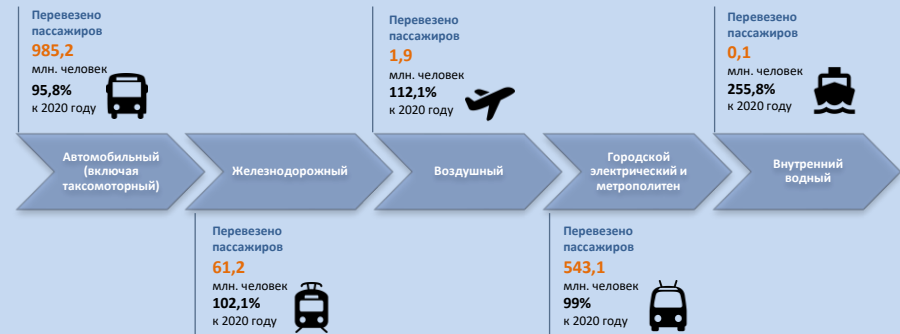 Перевезено
пассажиров
985,2
млн. человек
95,8%
к 2020 году
Перевезено
пассажиров
1,9
млн. человек
112,1%
к 2020 году
Перевезено
пассажиров
0,1
млн. человек
255,8%
к 2020 году
Автомобильный
(включая
таксомоторный)
Железнодорожный
Воздушный
Городской
электрический и
метрополитен
Внутренний
водный
Перевезено
пассажиров
61,2
млн. человек
102,1%
к 2020 году
Перевезено
пассажиров
543,1
млн. человек
99%
к 2020 году